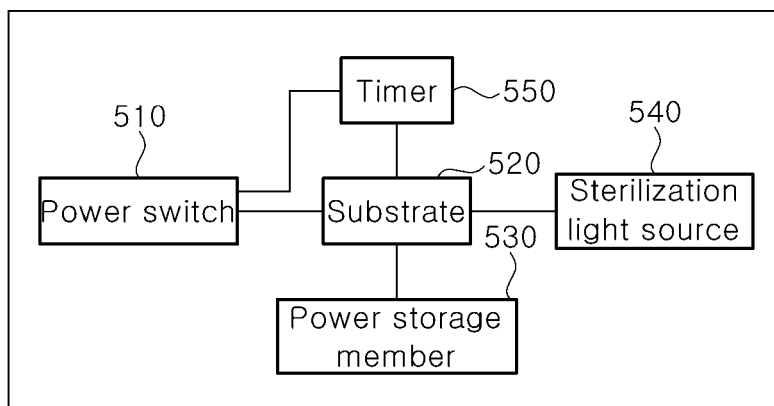 510
Timer
550
540
520
Power switch
Substrate
Sterilization
light source
530
Power storage
member